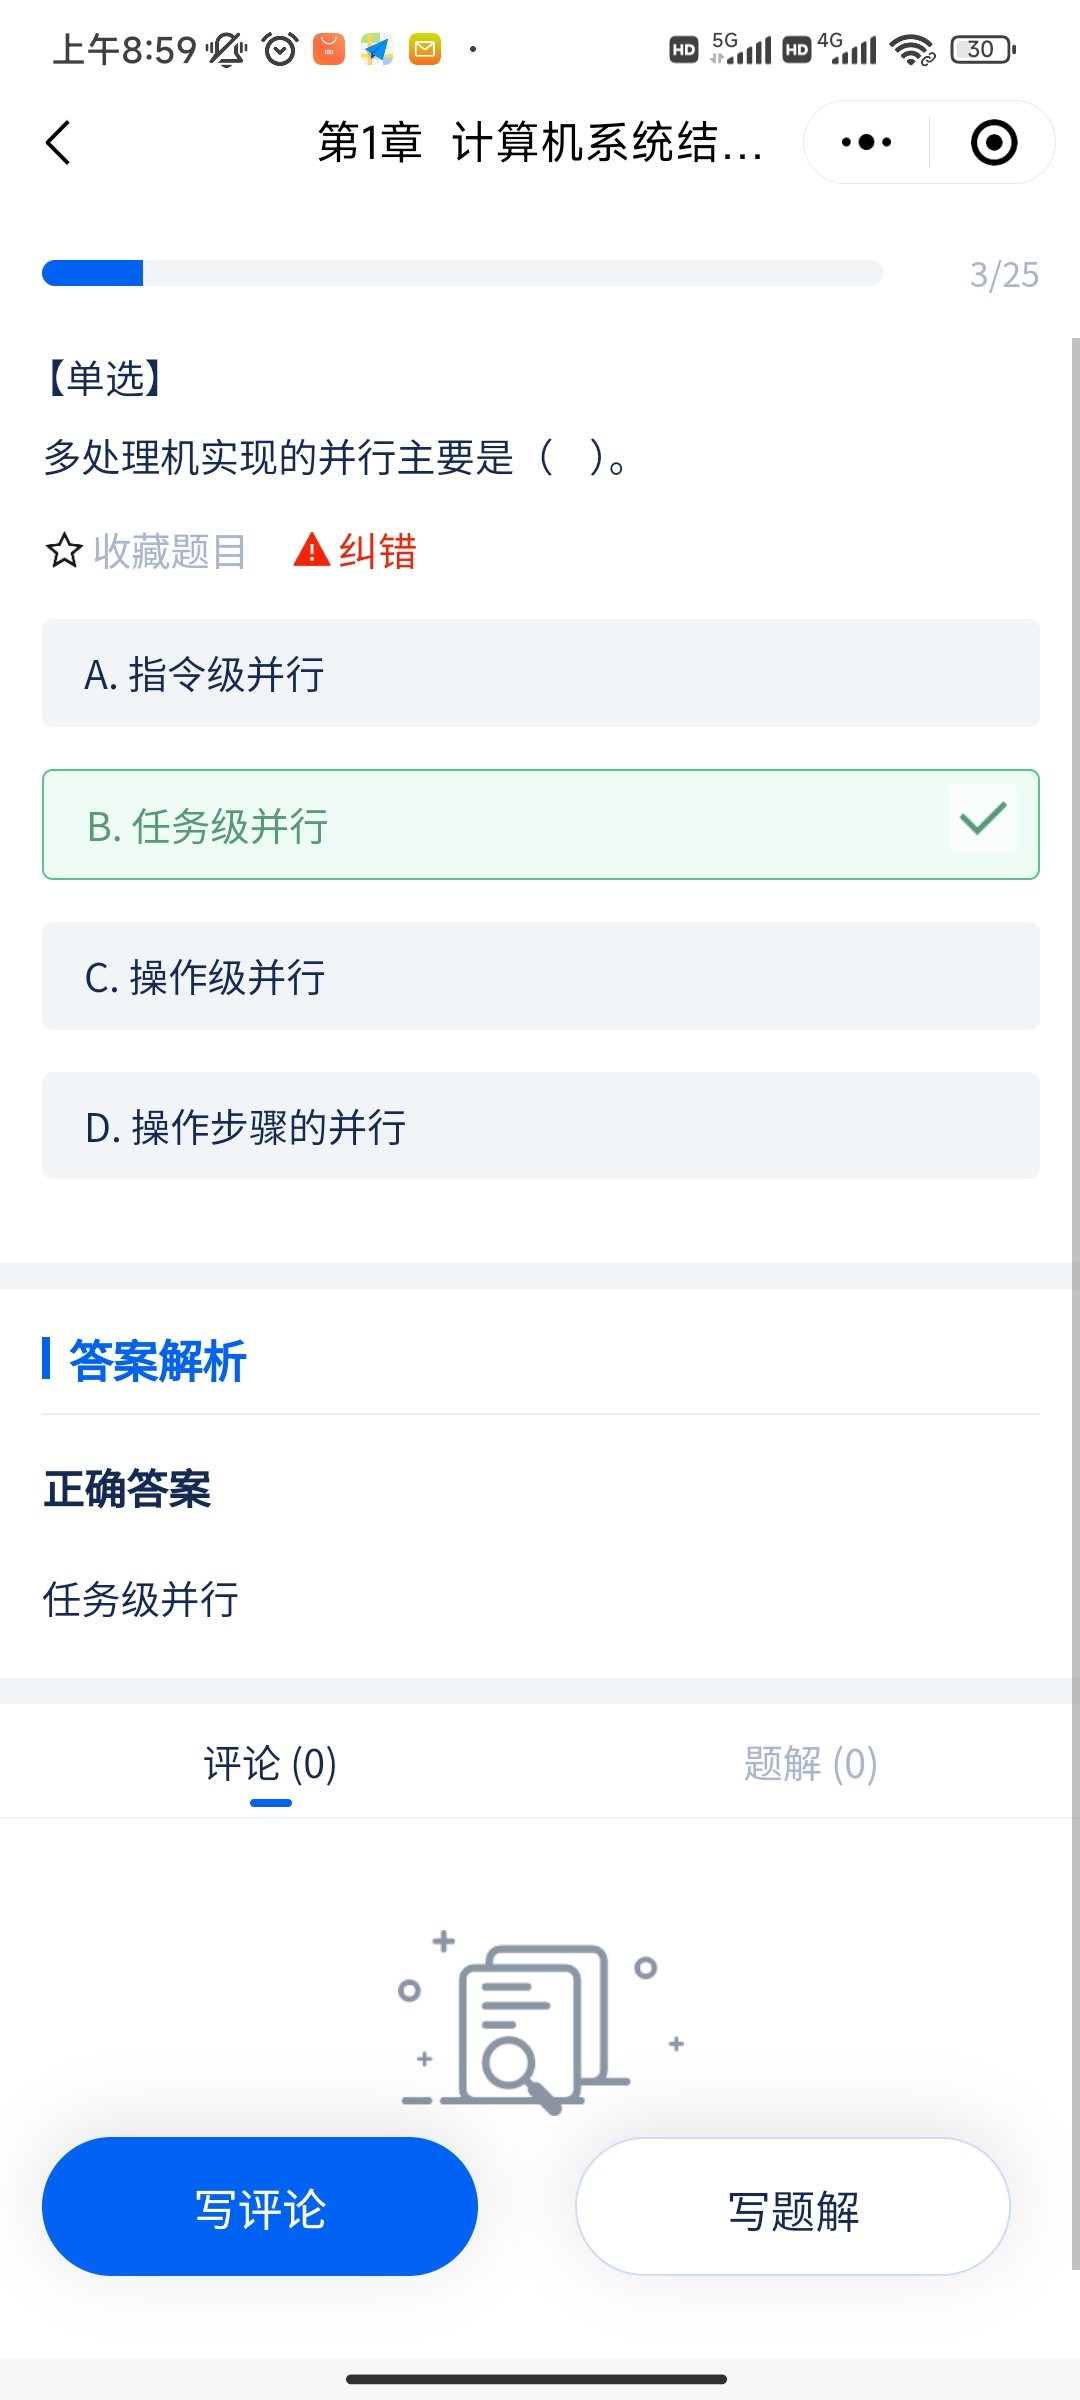 上午8:59
HD 5G HD 4G 30
第1章 计算机系统结...
3/25
【单选】
多处理机实现的并行主要是（ ）。
收藏题目 纠错
A. 指令级并行
B. 任务级并行
C. 操作级并行
D. 操作步骤的并行
答案解析
正确答案
任务级并行
评论 (0) 题解 (0)
写评论 写题解